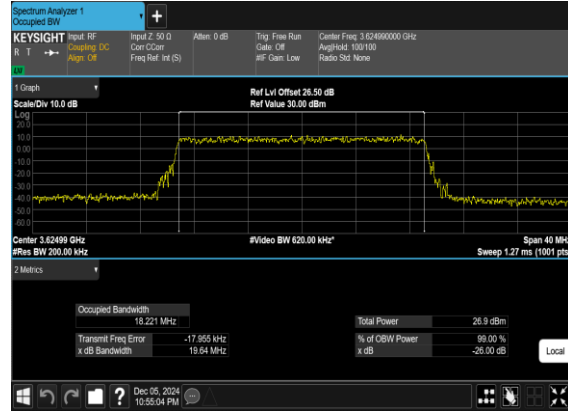 Spectrum Analyzer 1
Occupied BW
KEYSIGHT Input: RF Input Z: 50 Ω Atten: 0 dB Trig: Free Run Center Freq: 3.624990000 GHz
R T Coupling: DC Corr CCorr Gate: Off Avg|Hold: 100/100
Align: Off Freq Ref: Int (S) #IF Gain: Low Radio Std: None
LNI
1 Graph Ref Lvl Offset 26.50 dB
Scale/Div 10.0 dB Ref Value 30.00 dBm
Log
20.0
10.0
0.00
-10.0
-20.0
-30.0
-40.0
-50.0
-60.0
Center 3.62499 GHz #Video BW 620.00 kHz* Span 40 MHz
#Res BW 200.00 kHz Sweep 1.27 ms (1001 pts)
2 Metrics
Occupied Bandwidth
18.221 MHz Total Power 26.9 dBm
Transmit Freq Error -17.955 kHz % of OBW Power 99.00 %
x dB Bandwidth 19.64 MHz x dB -26.00 dB
Local
? Dec 05, 2024
10:55:04 PM